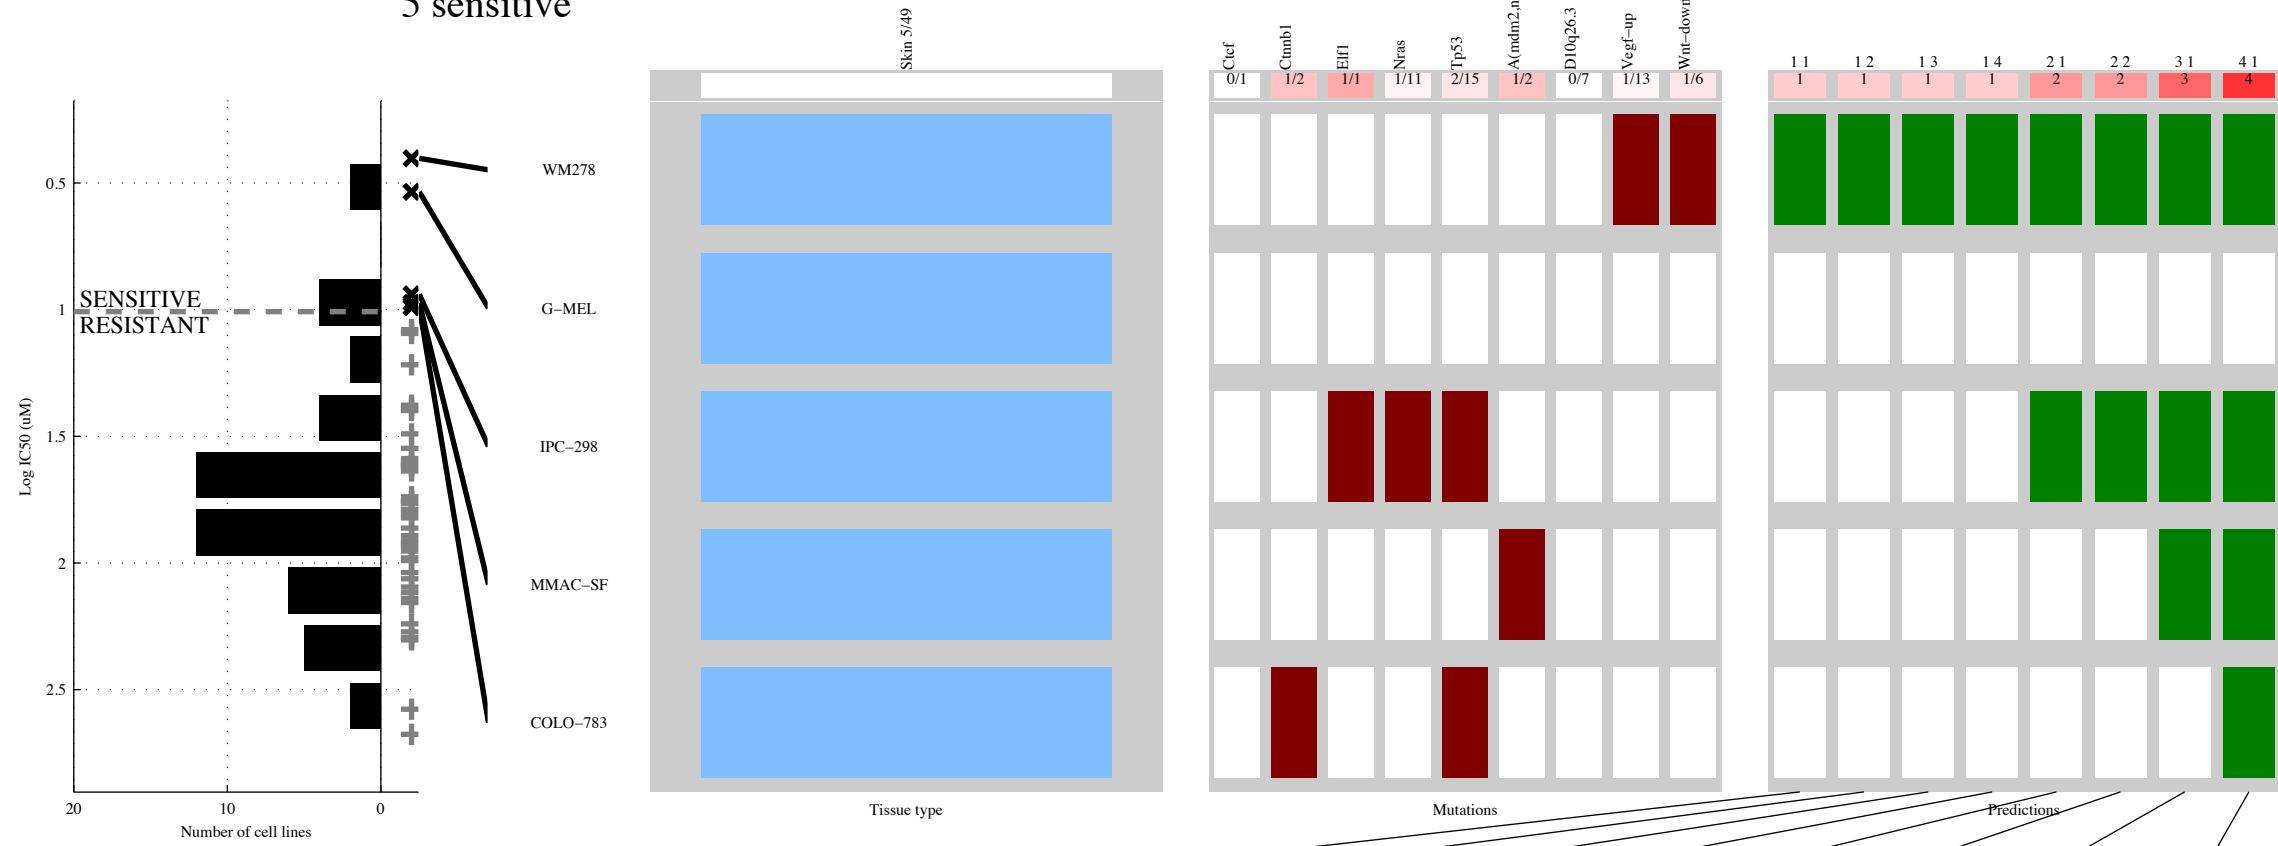 5 sensitive
Skin 5/49
Ctcf
Ctnnb1
Elf1
Nras
Tp53
D10q26.3
Vegf–up
Wnt–down
0/1 1/2 1/1 1/11 2/15 1/2 0/7 1/13 1/6
1 1 1 2 1 3 1 4 2 1 2 2 3 1 4 1
1 1 1 1 2 2 3 4
WM278
0.5
SENSITIVE
G–MEL
1
RESISTANT
Log IC50 (uM)
1.5
IPC–298
2
MMAC–SF
2.5
COLO–783
20 10 0
Number of cell lines
Tissue type
Mutations
Predictions